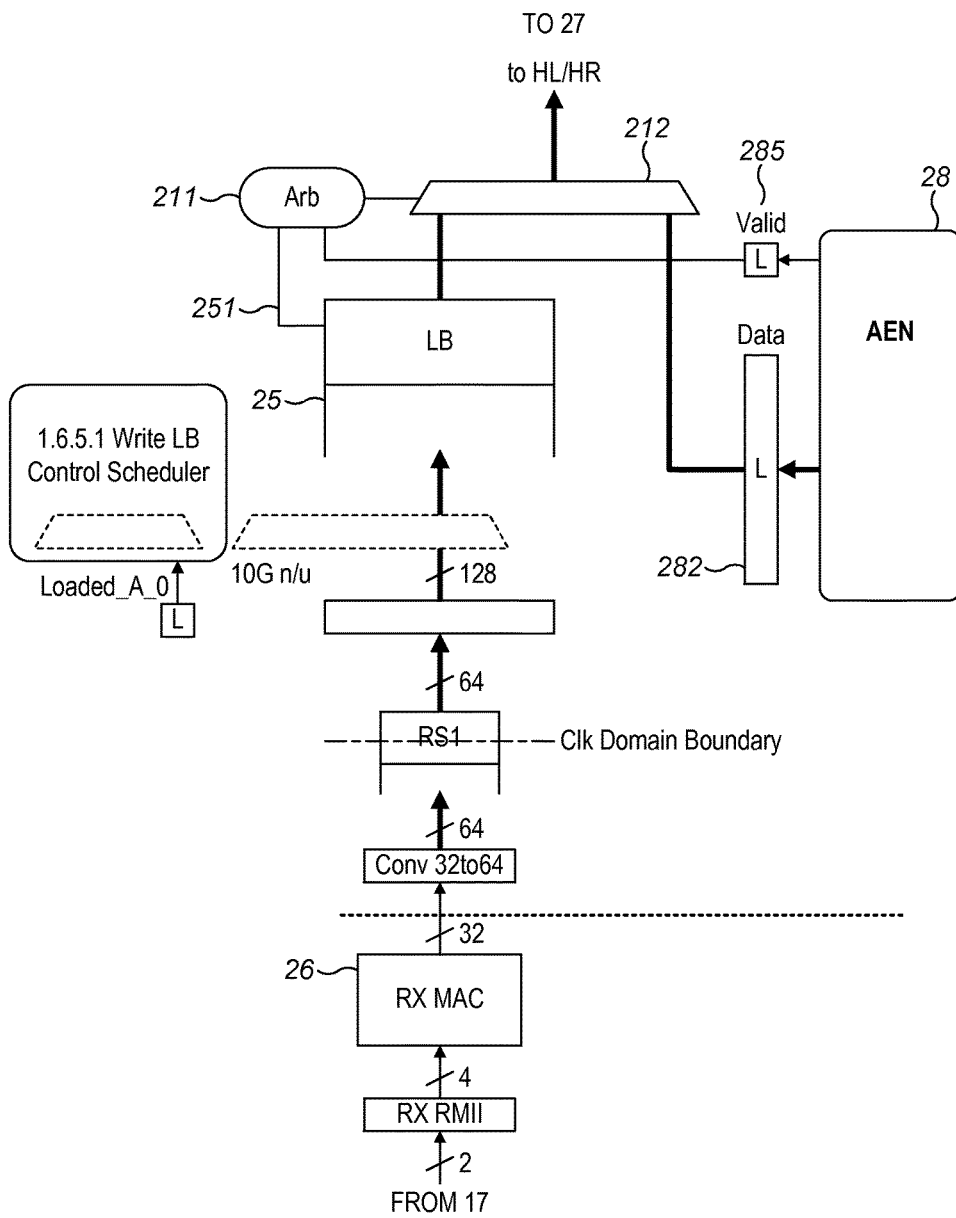 TO 27
to HL/HR
212
285
28
211
Arb
Valid
L
251
LB
Data
AEN
25
1.6.5.1 Write LB
Control Scheduler
L
10G n/u
128
282
Loaded_A_0
L
64
RS1
Clk Domain Boundary
64
Conv 32to64
32
26
RX MAC
4
RX RMII
2
FROM 17